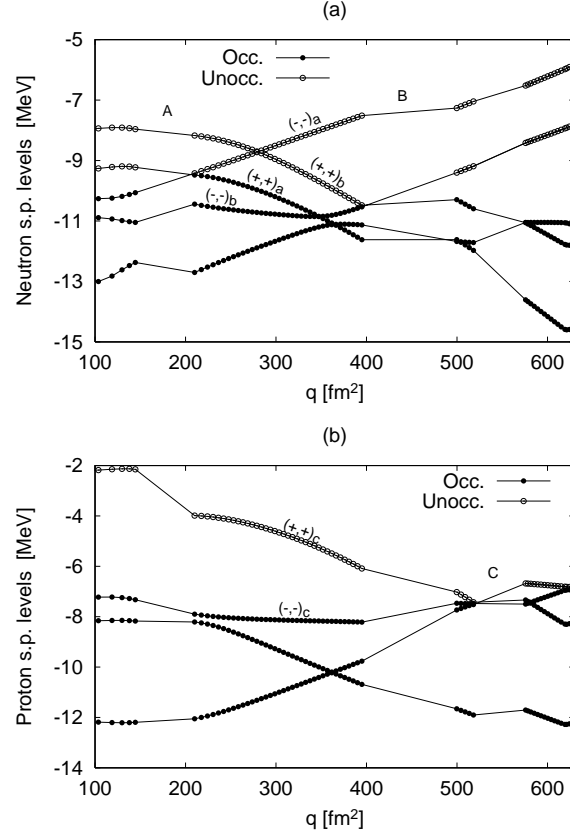 (a)
Neutron s.p. levels [MeV]
-5
-7
-9
-11
-13
-15
Occ.
Unocc.
A
B
(-,-)a
(+,+)b
(+,+)a
(-,-)b
100 200 300 400 500 600
q [fm²]
(b)
Proton s.p. levels [MeV]
-2
-4
-6
-8
-10
-12
-14
Occ.
Unocc.
(+,+)c
C
(-,-)c
100 200 300 400 500 600
q [fm²]